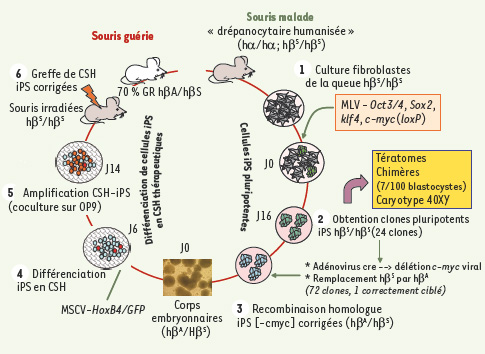 Souris malade
Souris guérie
« drépanocytaire humanisée »
(hα/hα; hβS/hβS)
6 Greffe de CSH
iPS corrigées
70 % GR hβA/hβS
1 Culture fibroblastes
de la queue hβS/hβS
Souris irradiées
hβS/hβS
MLV - Oct3/4, Sox2,
klf4, c-myc (loxP)
Différenciation de cellules iPS
en CSH thérapeutiques
Cellules iPS pluripotentes
J14
J0
Tératomes
Chimères
(7/100 blastocystes)
Caryotype 40XY
5 Amplification CSH-iPS
(coculture sur OP9)
J6
J16
2 Obtention clones pluripotents
iPS hβS/hβS (24 clones)
J0
4 Différenciation
iPS en CSH
* Adénovirus cre --> délétion c-myc viral
* Remplacement hβS par hβA
(72 clones, 1 correctement ciblé)
MSCV-HoxB4/GFP
Corps
embryonnaires
(hβA/HβS)
3 Recombinaison homologue
iPS [-cmyc] corrigées (hβA/hβS)